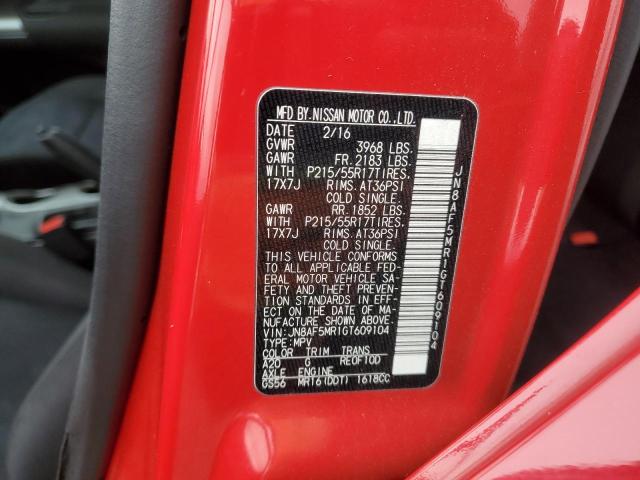 MFD BY.NISSAN MOTOR CO.,LTD.
DATE 2/16
GVWR 3968 LBS.
GAWR FR. 2183 LBS.
WITH P215/55R17TIRES,
17X7J RIMS.AT36PSI
COLD SINGLE.
GAWR RR. 1852 LBS.
WITH P215/55R17TIRES,
17X7J RIMS.AT36PSI
COLD SINGLE.
THIS VEHICLE CONFORMS
TO ALL APPLICABLE FED-
ERAL MOTOR VEHICLE SA-
FETY AND THEFT PREVEN-
TION STANDARDS IN EFF-
ECT ON THE DATE OF MA-
NUFACTURE SHOWN ABOVE.
VIN:JN8AF5MR1GT609104
TYPE:MPV
COLOR TRIM TRANS
A20 G RE0F10D
AXLE ENGINE
GS56 MR16(DDT) 1618CC
JN8AF5MR1GT609104